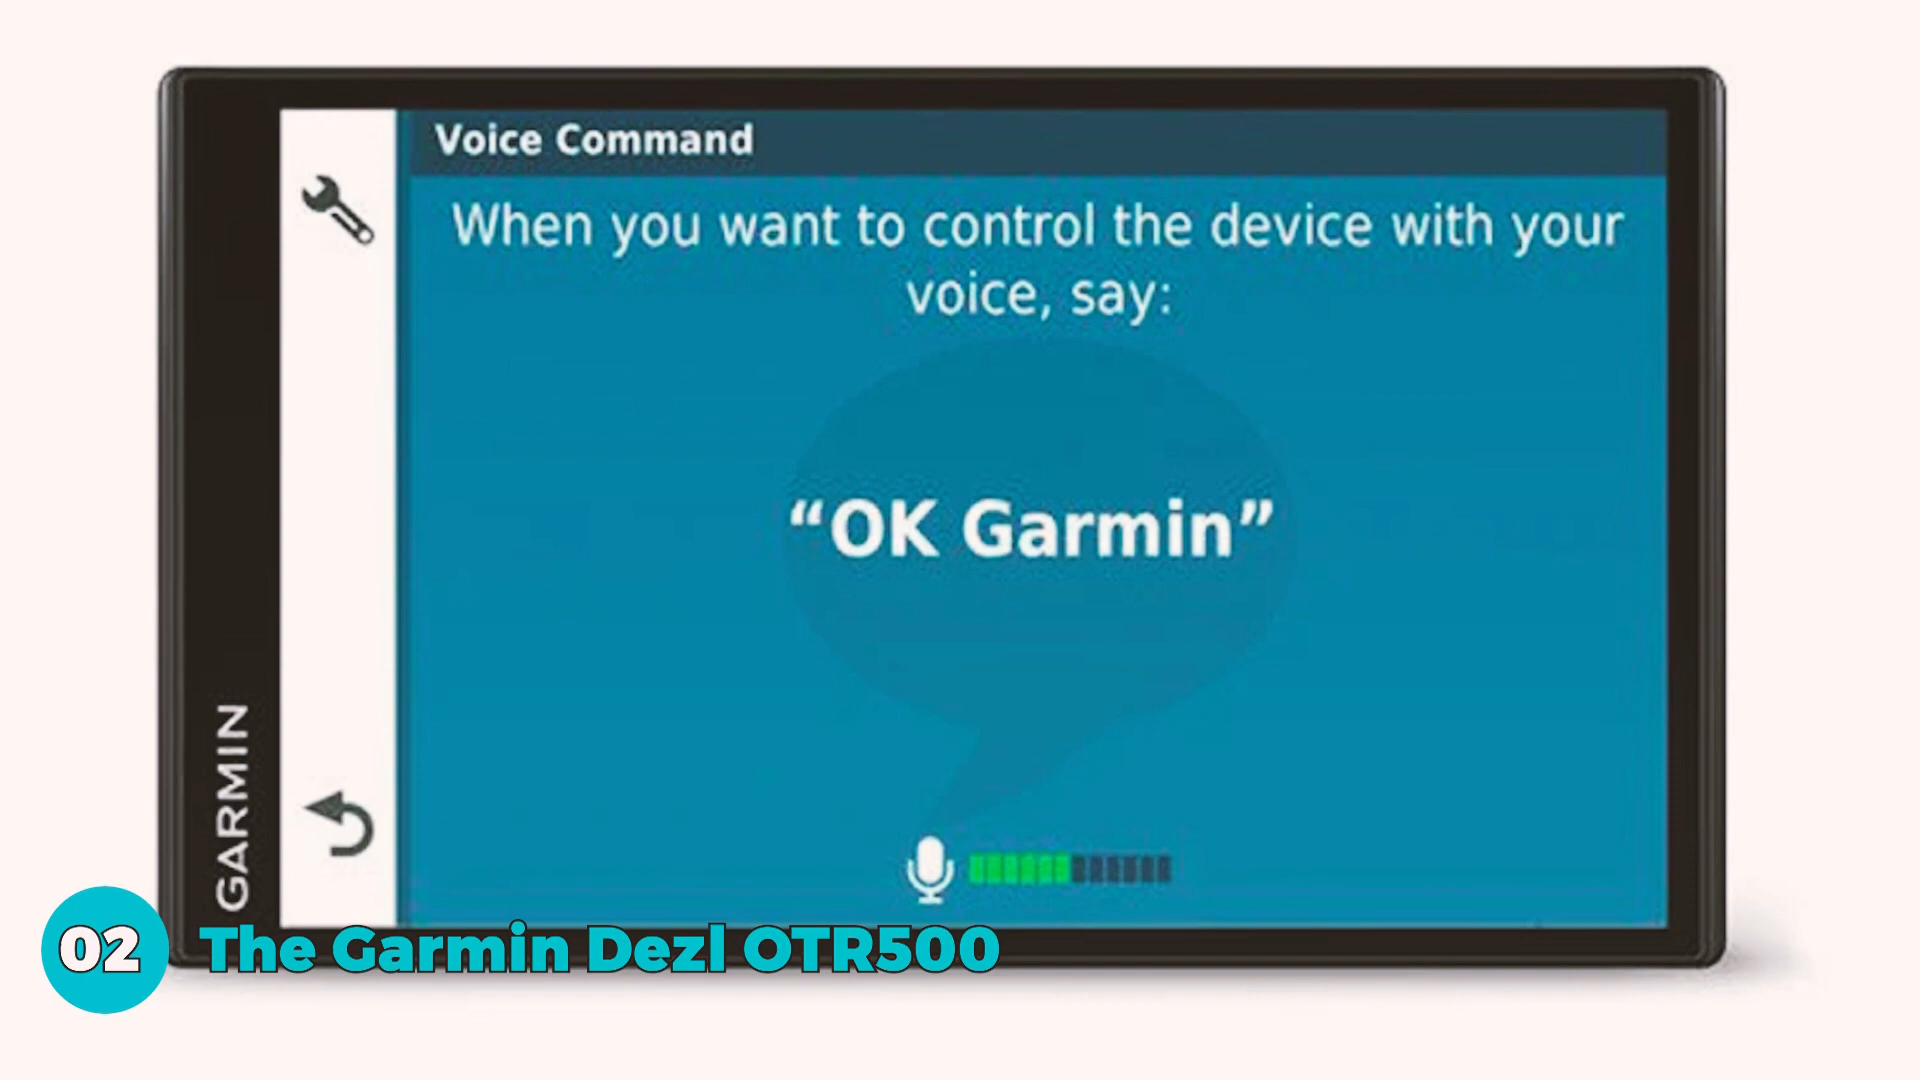 Voice Command
When you want to control the device with your
voice, say:
“OK Garmin”
GARMIN
02 The Garmin Dezl OTR500